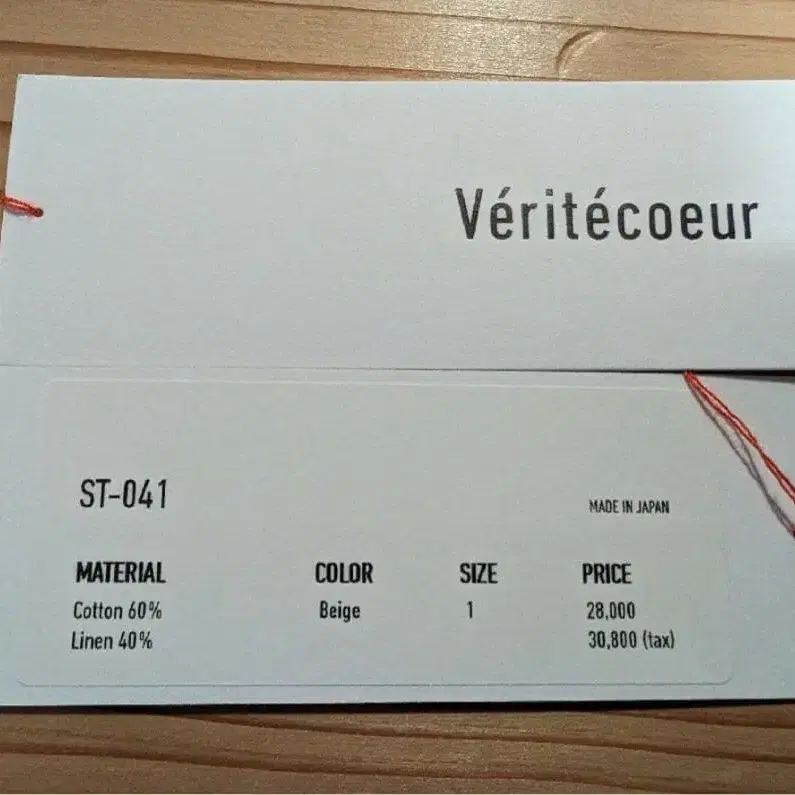 Véritécoeur
ST-041
MADE IN JAPAN
MATERIAL COLOR SIZE PRICE
Cotton 60% Beige 1 28,000
Linen 40% 30,800 (tax)